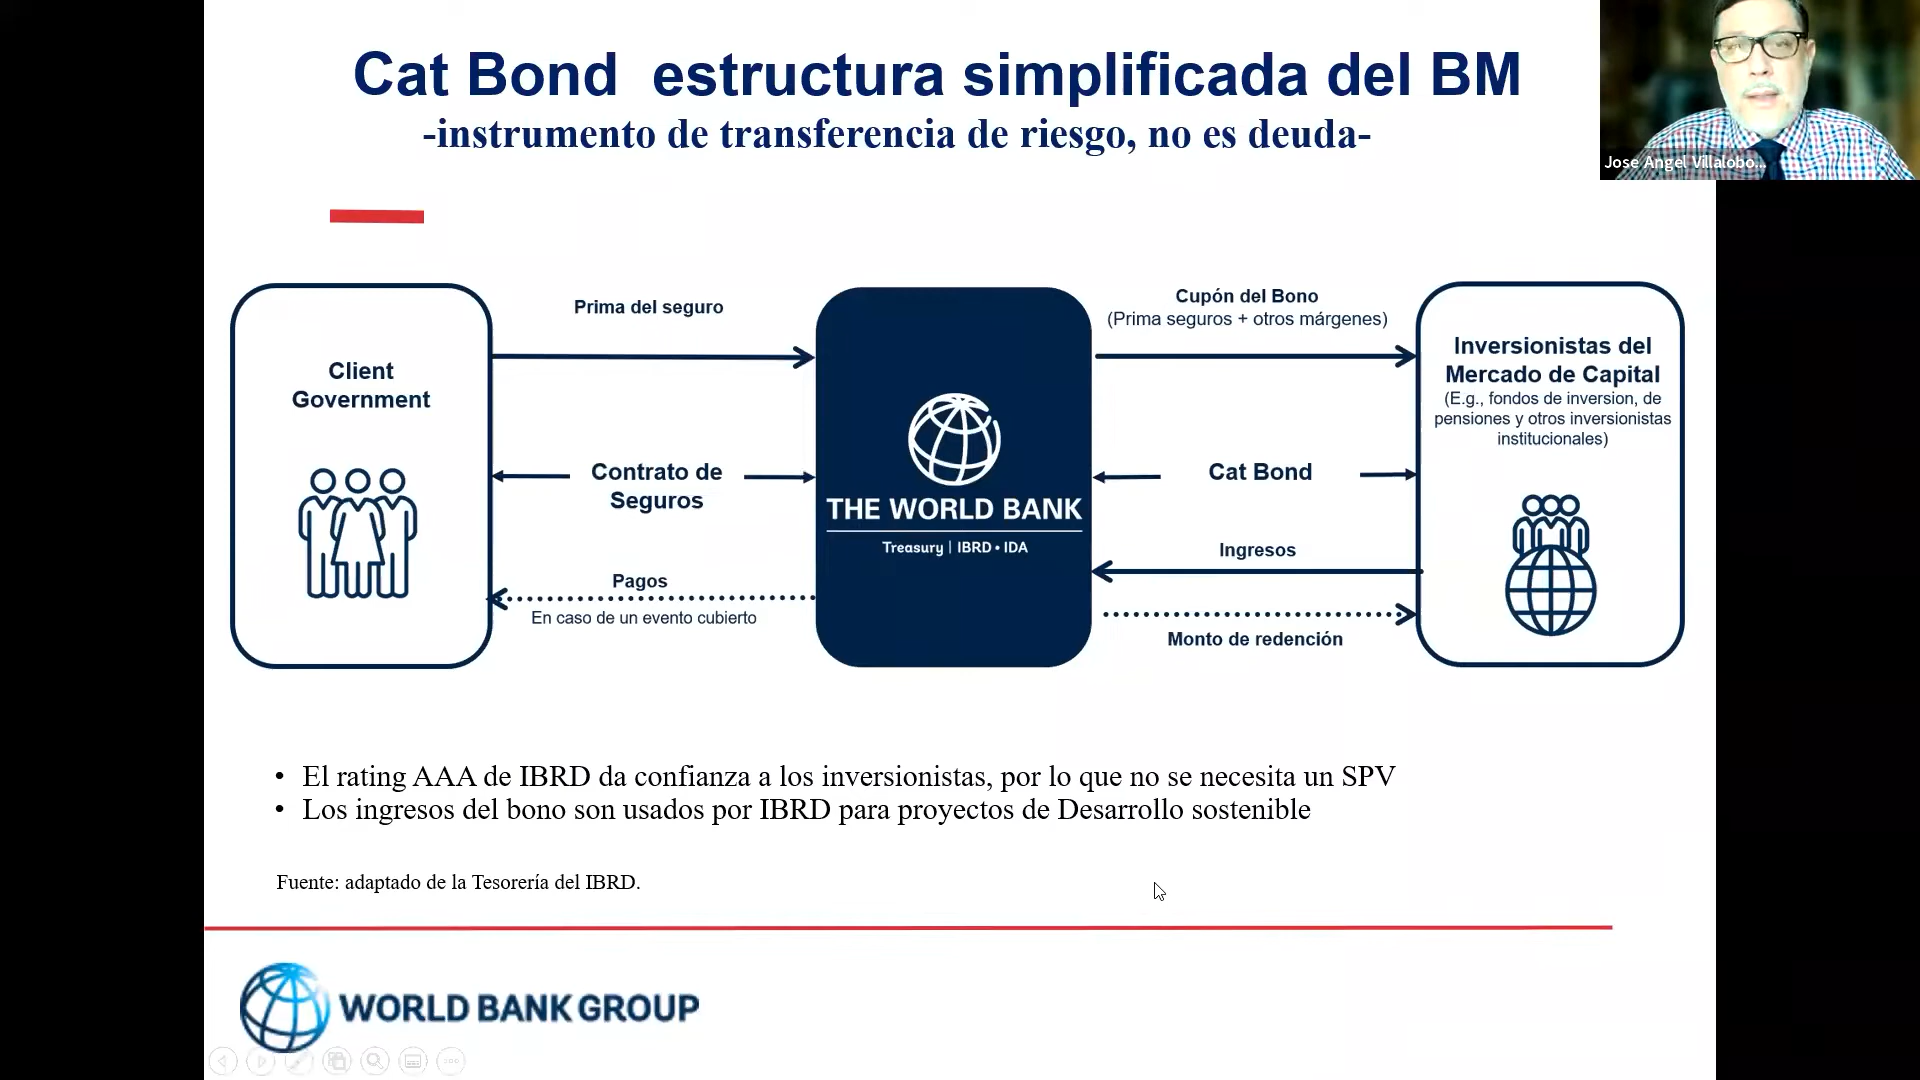 Cat Bond estructura simplificada del BM
-instrumento de transferencia de riesgo, no es deuda-
Jose Angel Villalobo...
Client
Government
Prima del seguro
Contrato de
Seguros
Pagos
En caso de un evento cubierto
THE WORLD BANK
Treasury | IBRD • IDA
Cupón del Bono
(Prima seguros + otros márgenes)
Cat Bond
Ingresos
Monto de redención
Inversionistas del
Mercado de Capital
(E.g., fondos de inversion, de
pensiones y otros inversionistas
institucionales)
• El rating AAA de IBRD da confianza a los inversionistas, por lo que no se necesita un SPV
• Los ingresos del bono son usados por IBRD para proyectos de Desarrollo sostenible
Fuente: adaptado de la Tesorería del IBRD.
WORLD BANK GROUP